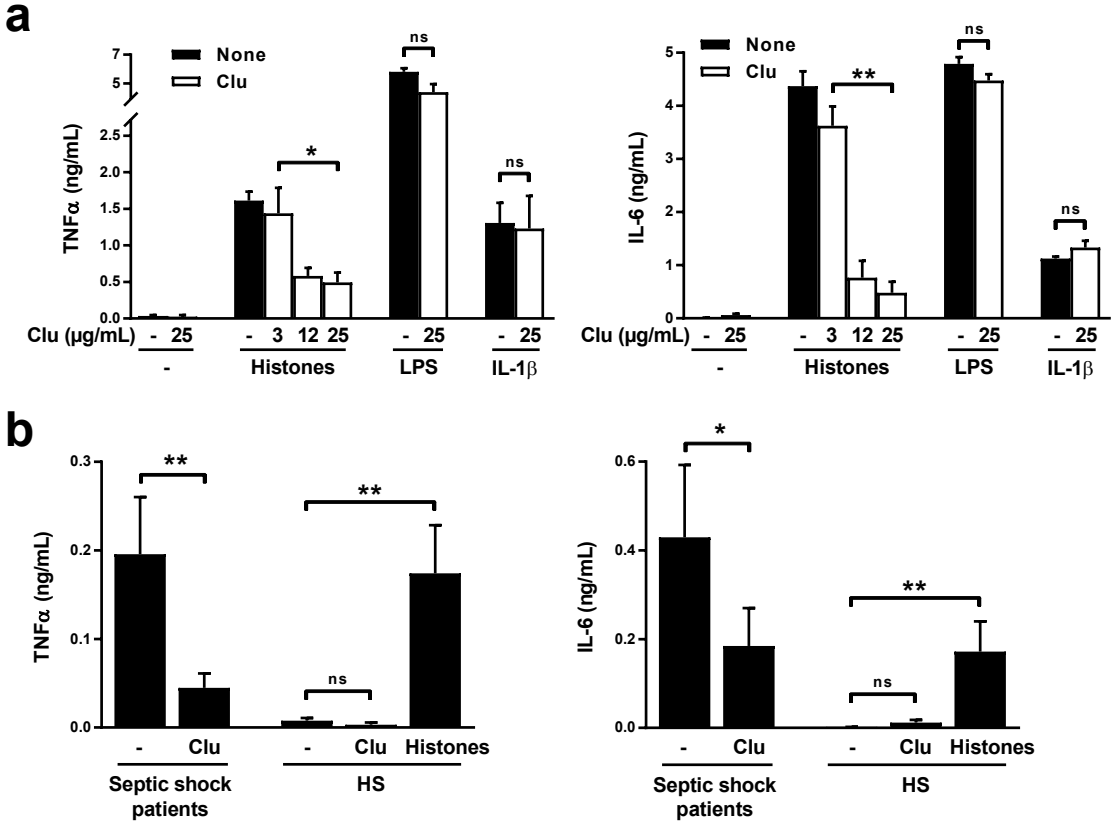 a
None
Clu
ns
*
ns
7
5
2.5
2.0
1.5
1.0
0.5
0.0
TNFα (ng/mL)
Clu (µg/mL) - 25 - 3 12 25 - 25 - 25
- Histones LPS IL-1β
None
Clu
ns
**
ns
5
4
3
2
1
0
IL-6 (ng/mL)
Clu (µg/mL) - 25 - 3 12 25 - 25 - 25
- Histones LPS IL-1β
b
**
**
ns
0.3
0.2
0.1
0.0
TNFα (ng/mL)
- Clu - Clu Histones
Septic shock HS
patients
*
**
ns
0.6
0.4
0.2
0.0
IL-6 (ng/mL)
- Clu - Clu Histones
Septic shock HS
patients